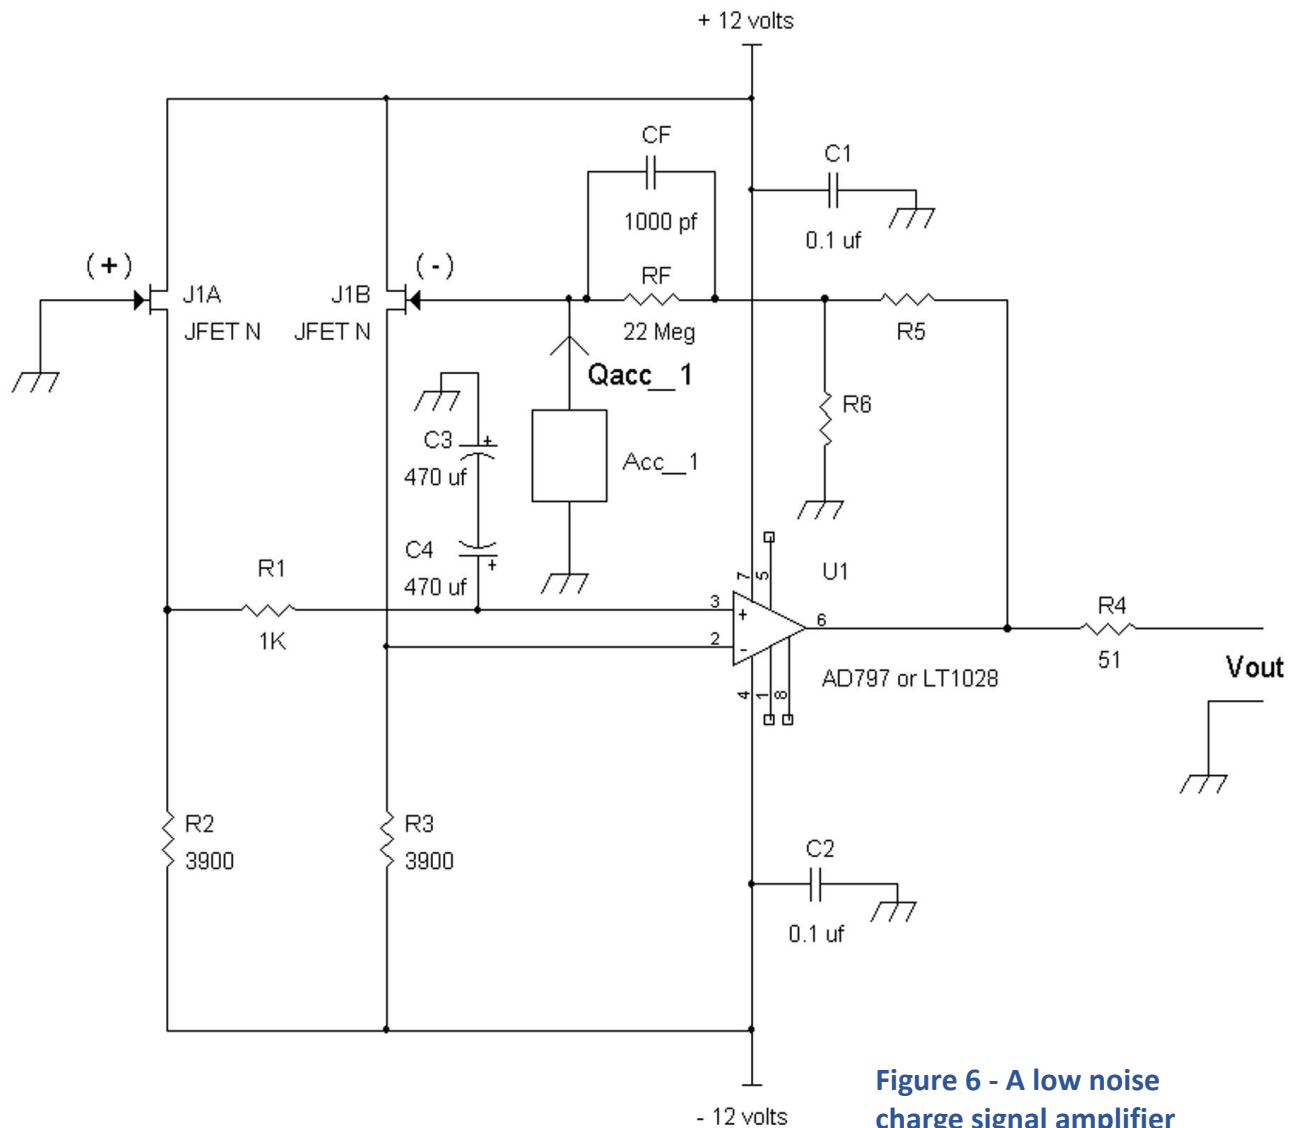 + 12 volts
CF
1000 pf
C1
0.1 uf
(+)
J1A
JFET N
J1B
JFET N
(-)
RF
22 Meg
R5
Qacc__1
R6
C3
+
470 uf
Acc__1
C4
+
470 uf
R1
1K
7
5
U1
3
+
2
-
6
4
1
8
AD797 or LT1028
R4
51
Vout
R2
3900
R3
3900
C2
0.1 uf
- 12 volts
Figure 6 - A low noise
charge signal amplifier